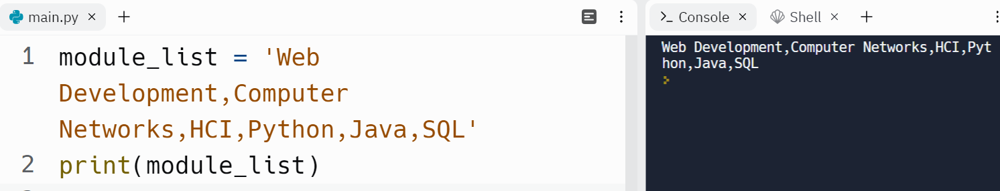 main.py × +
1 module_list = 'Web
Development,Computer
Networks,HCI,Python,Java,SQL'
2 print(module_list)
Console × Shell × +
Web Development,Computer Networks,HCI,Pyt
hon,Java,SQL